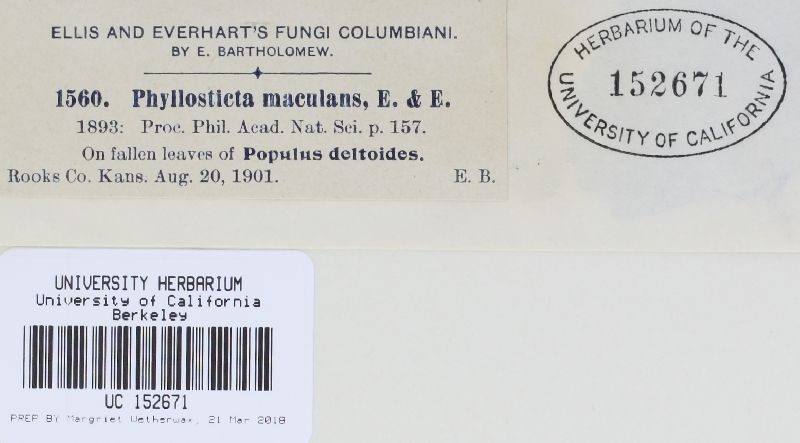 ELLIS AND EVERHART'S FUNGI COLUMBIANI.
BY E. BARTHOLOMEW.
1560. Phyllosticta maculans, E. & E.
1893: Proc. Phil. Acad. Nat. Sci. p. 157.
On fallen leaves of Populus deltoides.
Rooks Co. Kans. Aug. 20, 1901. E. B.
HERBARIUM OF THE
152671
UNIVERSITY OF CALIFORNIA
UNIVERSITY HERBARIUM
University of California
Berkeley
UC 152671
PREP BY Margriet Wetherwax, 21 Mar 2018